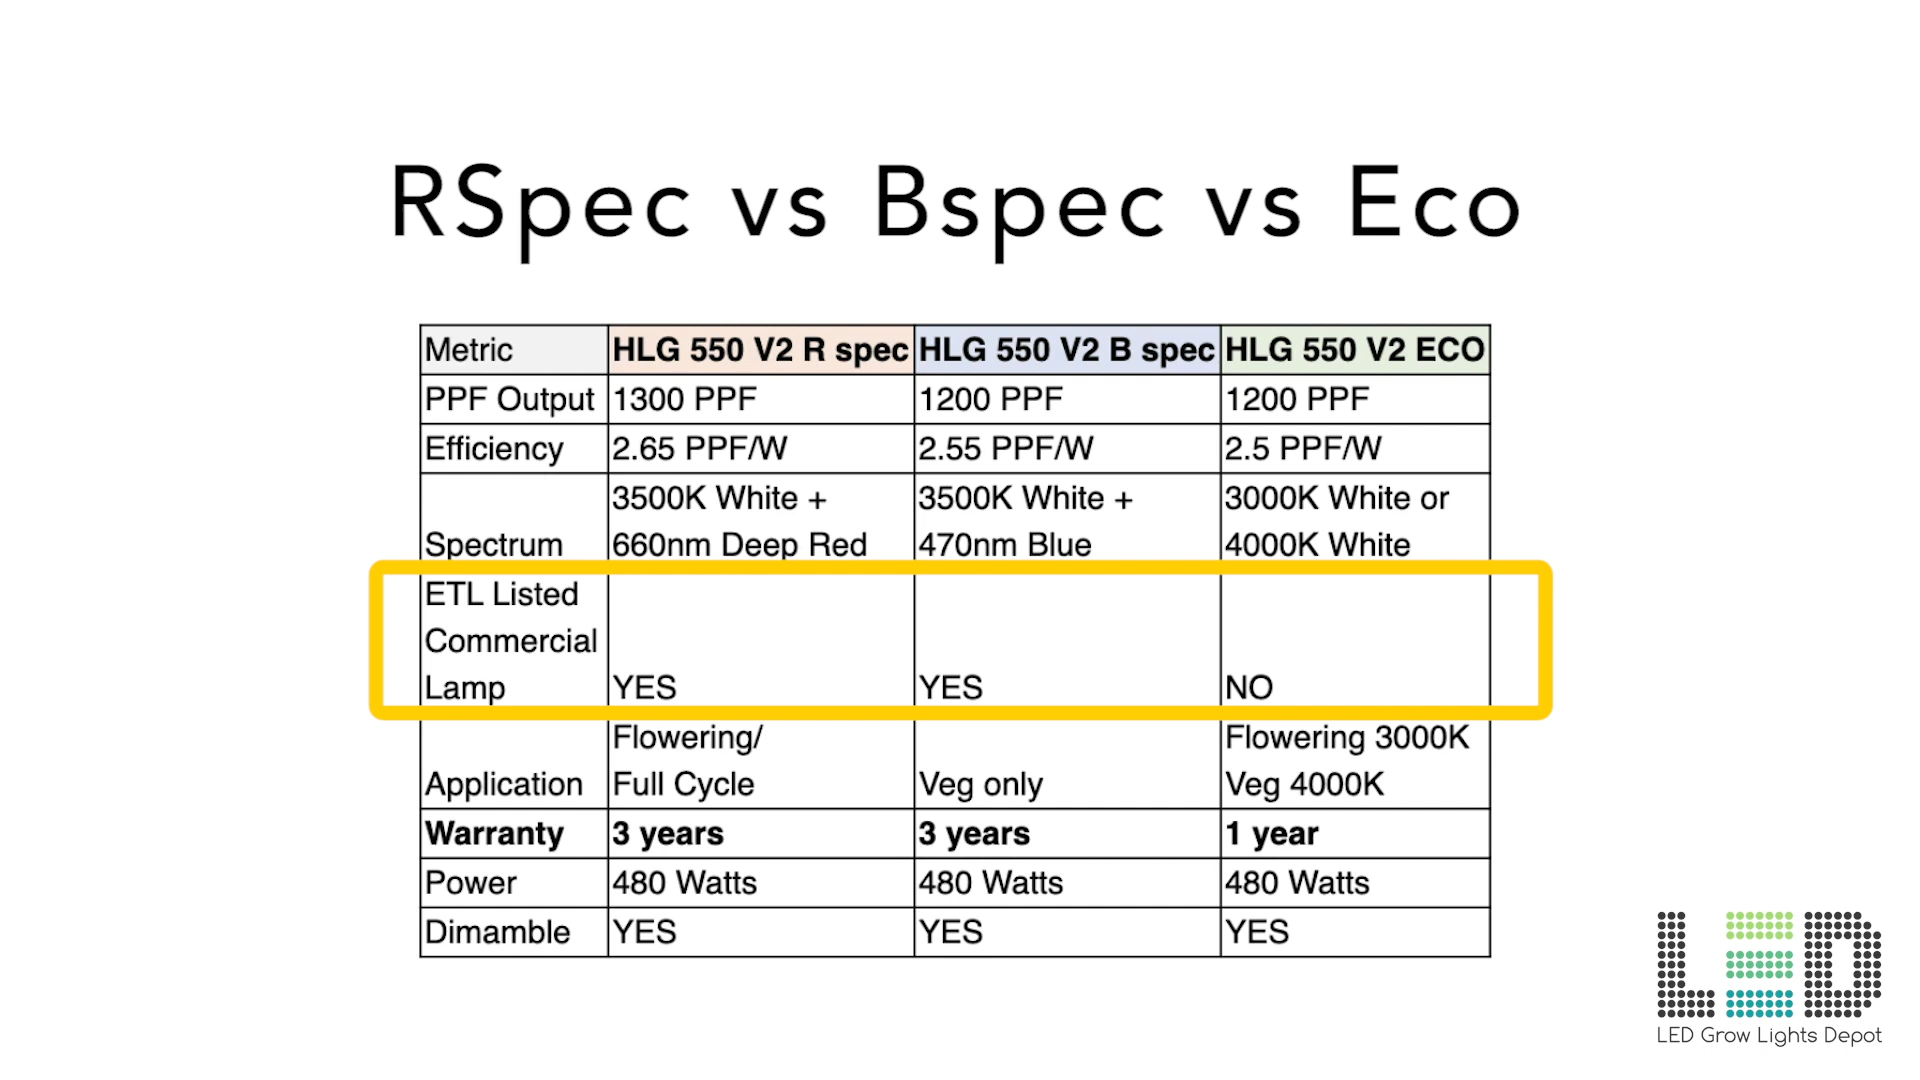 RSpec vs Bspec vs Eco
Metric HLG 550 V2 R spec HLG 550 V2 B spec HLG 550 V2 ECO
PPF Output 1300 PPF 1200 PPF 1200 PPF
Efficiency 2.65 PPF/W 2.55 PPF/W 2.5 PPF/W
3500K White + 3500K White + 3000K White or
Spectrum 660nm Deep Red 470nm Blue 4000K White
ETL Listed
Commercial
Lamp YES YES NO
Flowering/ Flowering 3000K
Application Full Cycle Veg only Veg 4000K
Warranty 3 years 3 years 1 year
Power 480 Watts 480 Watts 480 Watts
Dimamble YES YES YES
LED
LED Grow Lights Depot